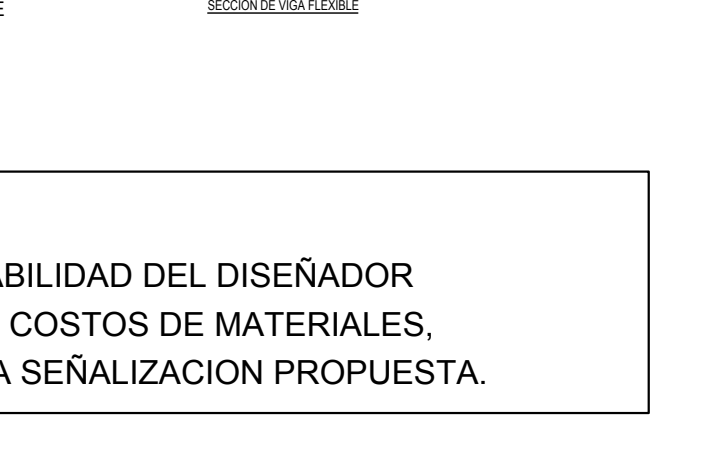 SECCION DE VIGA FLEXIBLE
ABILIDAD DEL DISEÑADOR
COSTOS DE MATERIALES,
A SEÑALIZACION PROPUESTA.